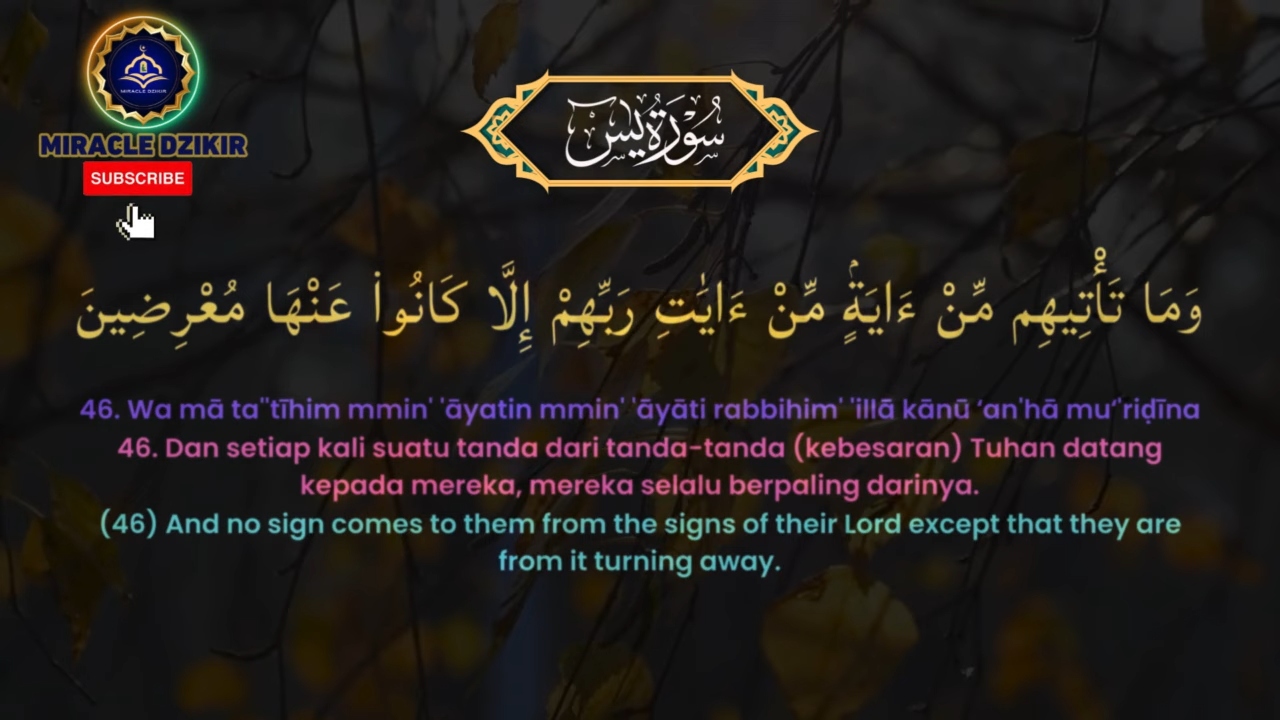 MIRACLE DZIKIR
MIRACLE DZIKIR
SUBSCRIBE
سُورَةُ يس
وَمَا تَأْتِيهِم مِّنْ ءَايَةٍۢ مِّنْ ءَايَٰتِ رَبِّهِمْ إِلَّا كَانُوا۟ عَنْهَا مُعْرِضِينَ
46. Wa mā ta''tīhim mmin' 'āyatin mmin' 'āyāti rabbihim' 'illā kānū ‘an'hā mu‘'riḍīna
46. Dan setiap kali suatu tanda dari tanda-tanda (kebesaran) Tuhan datang
kepada mereka, mereka selalu berpaling darinya.
(46) And no sign comes to them from the signs of their Lord except that they are
from it turning away.